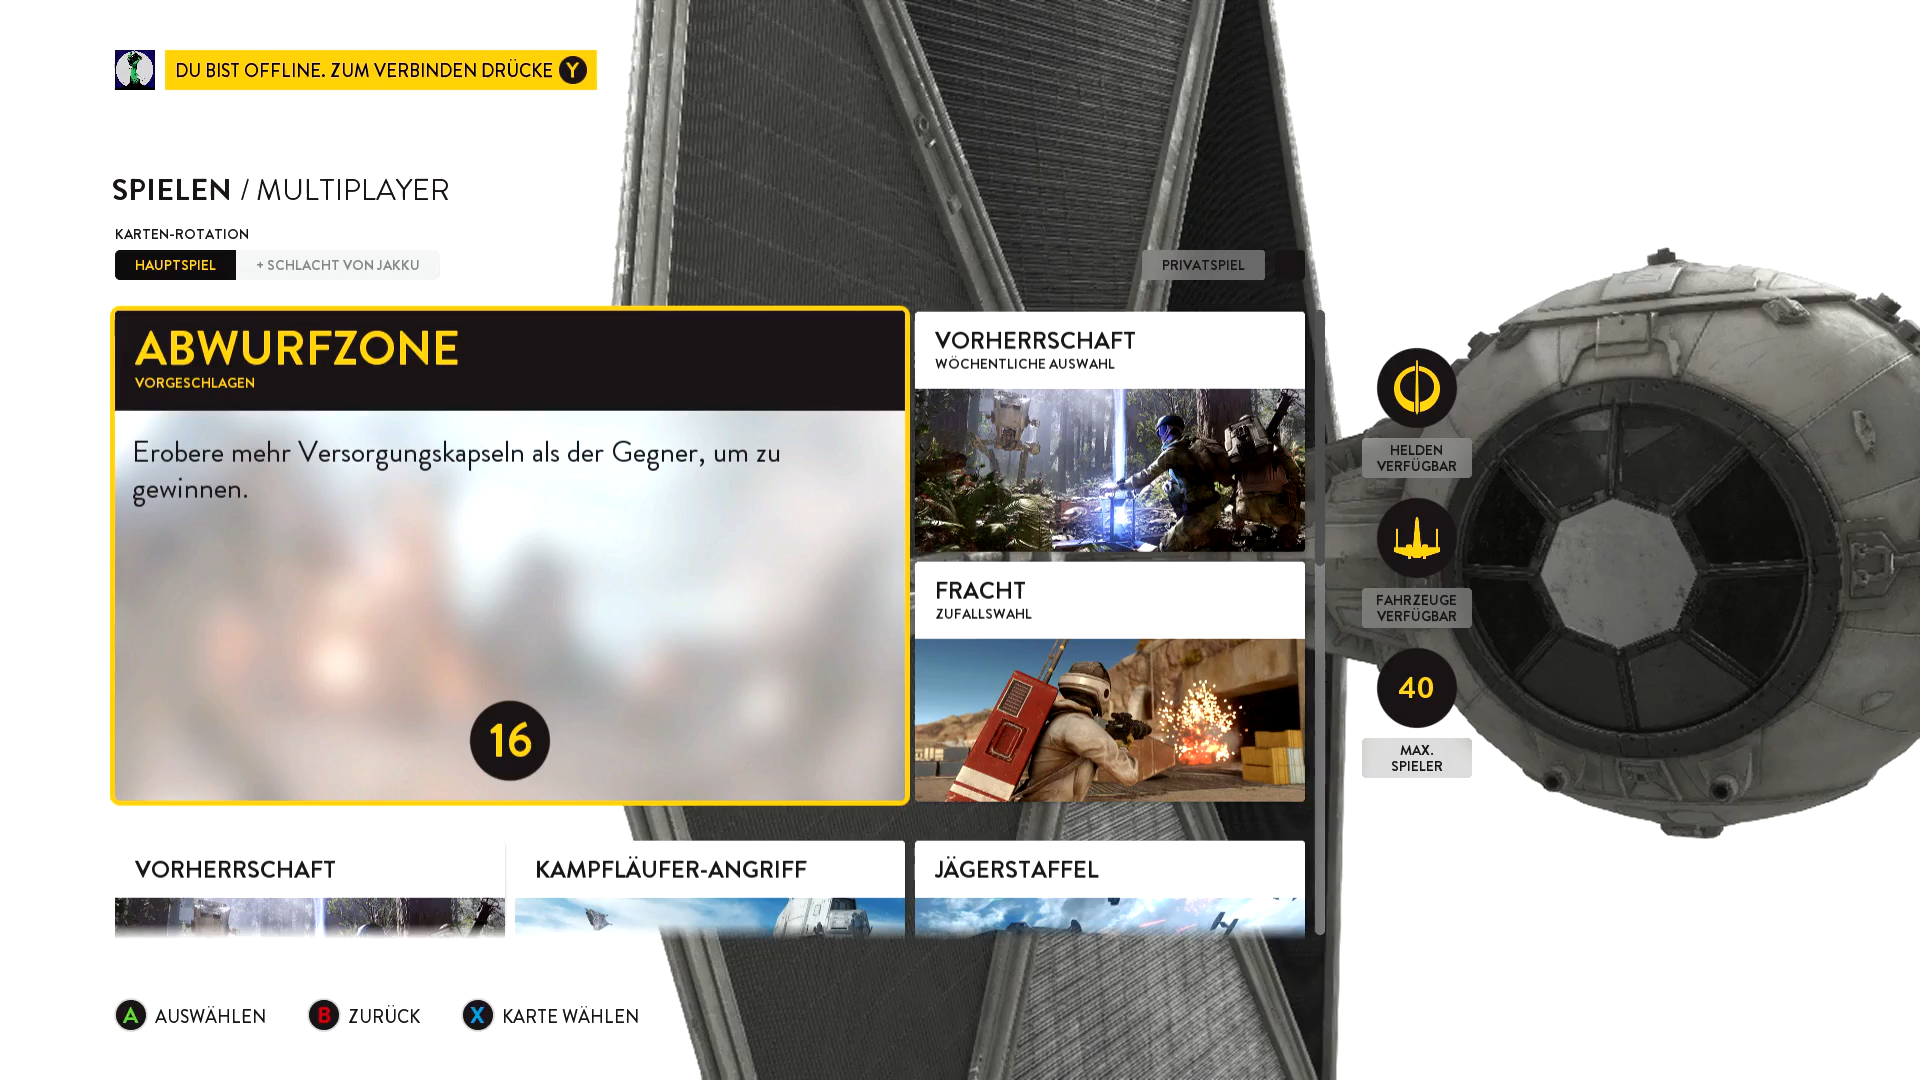 DU BIST OFFLINE. ZUM VERBINDEN DRÜCKE Y
SPIELEN / MULTIPLAYER
KARTEN-ROTATION
HAUPTSPIEL
+ SCHLACHT VON JAKKU
PRIVATSPIEL
ABWURFZONE
VORGESCHLAGEN
Erobere mehr Versorgungskapseln als der Gegner, um zu
gewinnen.
16
VORHERRSCHAFT
WÖCHENTLICHE AUSWAHL
FRACHT
ZUFALLSWAHL
HELDEN
VERFÜGBAR
FAHRZEUGE
VERFÜGBAR
40
MAX.
SPIELER
VORHERRSCHAFT
KAMPFLÄUFER-ANGRIFF
JÄGERSTAFFEL
A AUSWÄHLEN
B ZURÜCK
X KARTE WÄHLEN